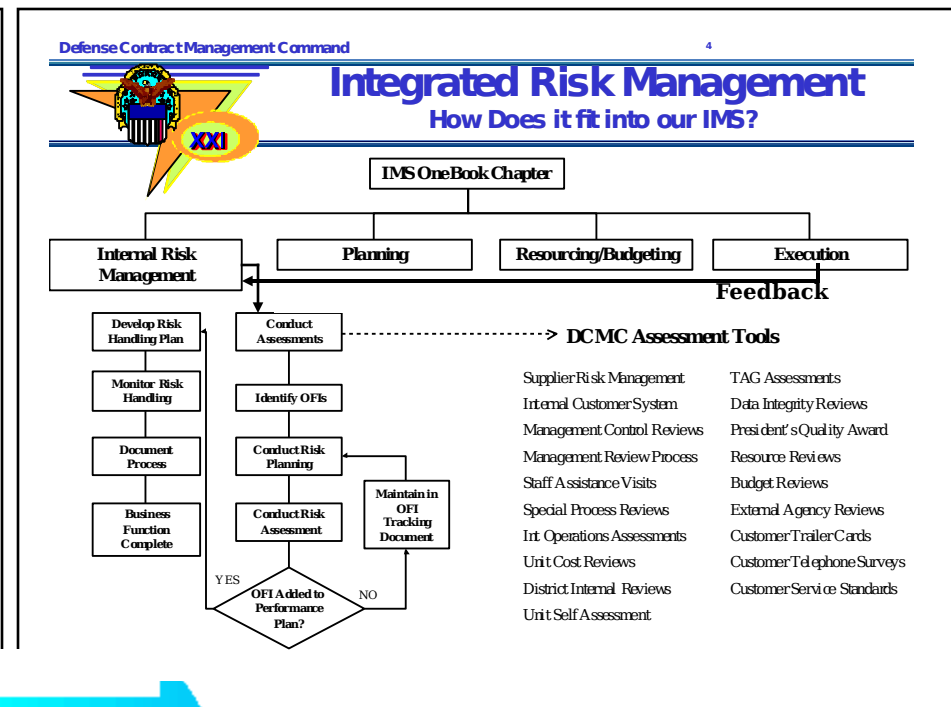 Defense Contract Management Command
4
Integrated Risk Management
How Does it fit into our IMS?
XXI
IMS OneBook Chapter
Internal Risk
Management
Planning
Resourcing/Budgeting
Execution
Feedback
Develop Risk
Handling Plan
Monitor Risk
Handling
Document
Process
Business
Function
Complete
Conduct
Assessments
Identify OFIs
Conduct Risk
Planning
Conduct Risk
Assessment
Maintain in
OFI
Tracking
Document
YES
OFI Added to
Performance
Plan?
NO
DCMC Assessment Tools
Supplier Risk Management
Internal Customer System
Management Control Reviews
Management Review Process
Staff Assistance Visits
Special Process Reviews
Int Operations Assessments
Unit Cost Reviews
District Internal Reviews
Unit Self Assessment
TAG Assessments
Data Integrity Reviews
President's Quality Award
Resource Reviews
Budget Reviews
External Agency Reviews
Customer Trailer Cards
Customer Telephone Surveys
Customer Service Standards